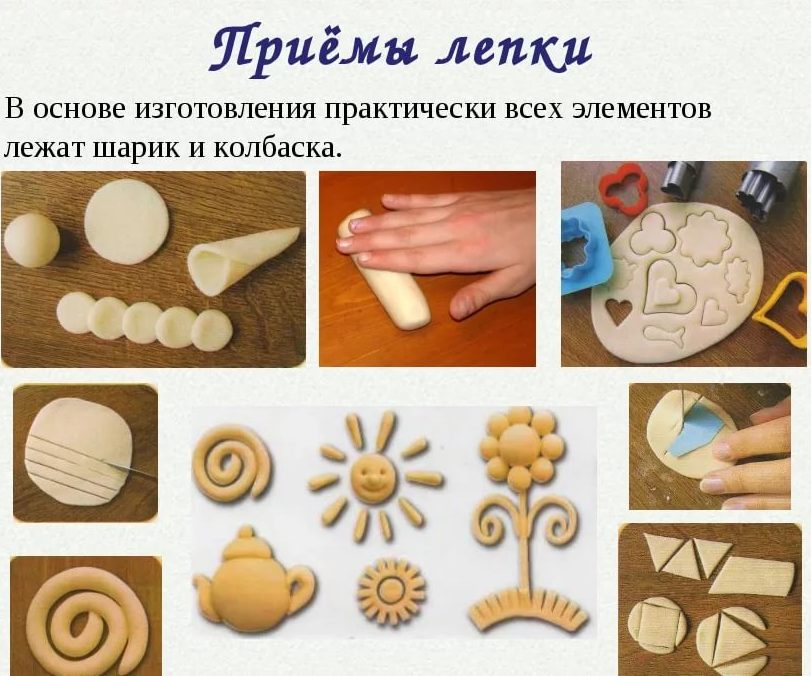 Приёмы лепки
В основе изготовления практически всех элементов
лежат шарик и колбаска.